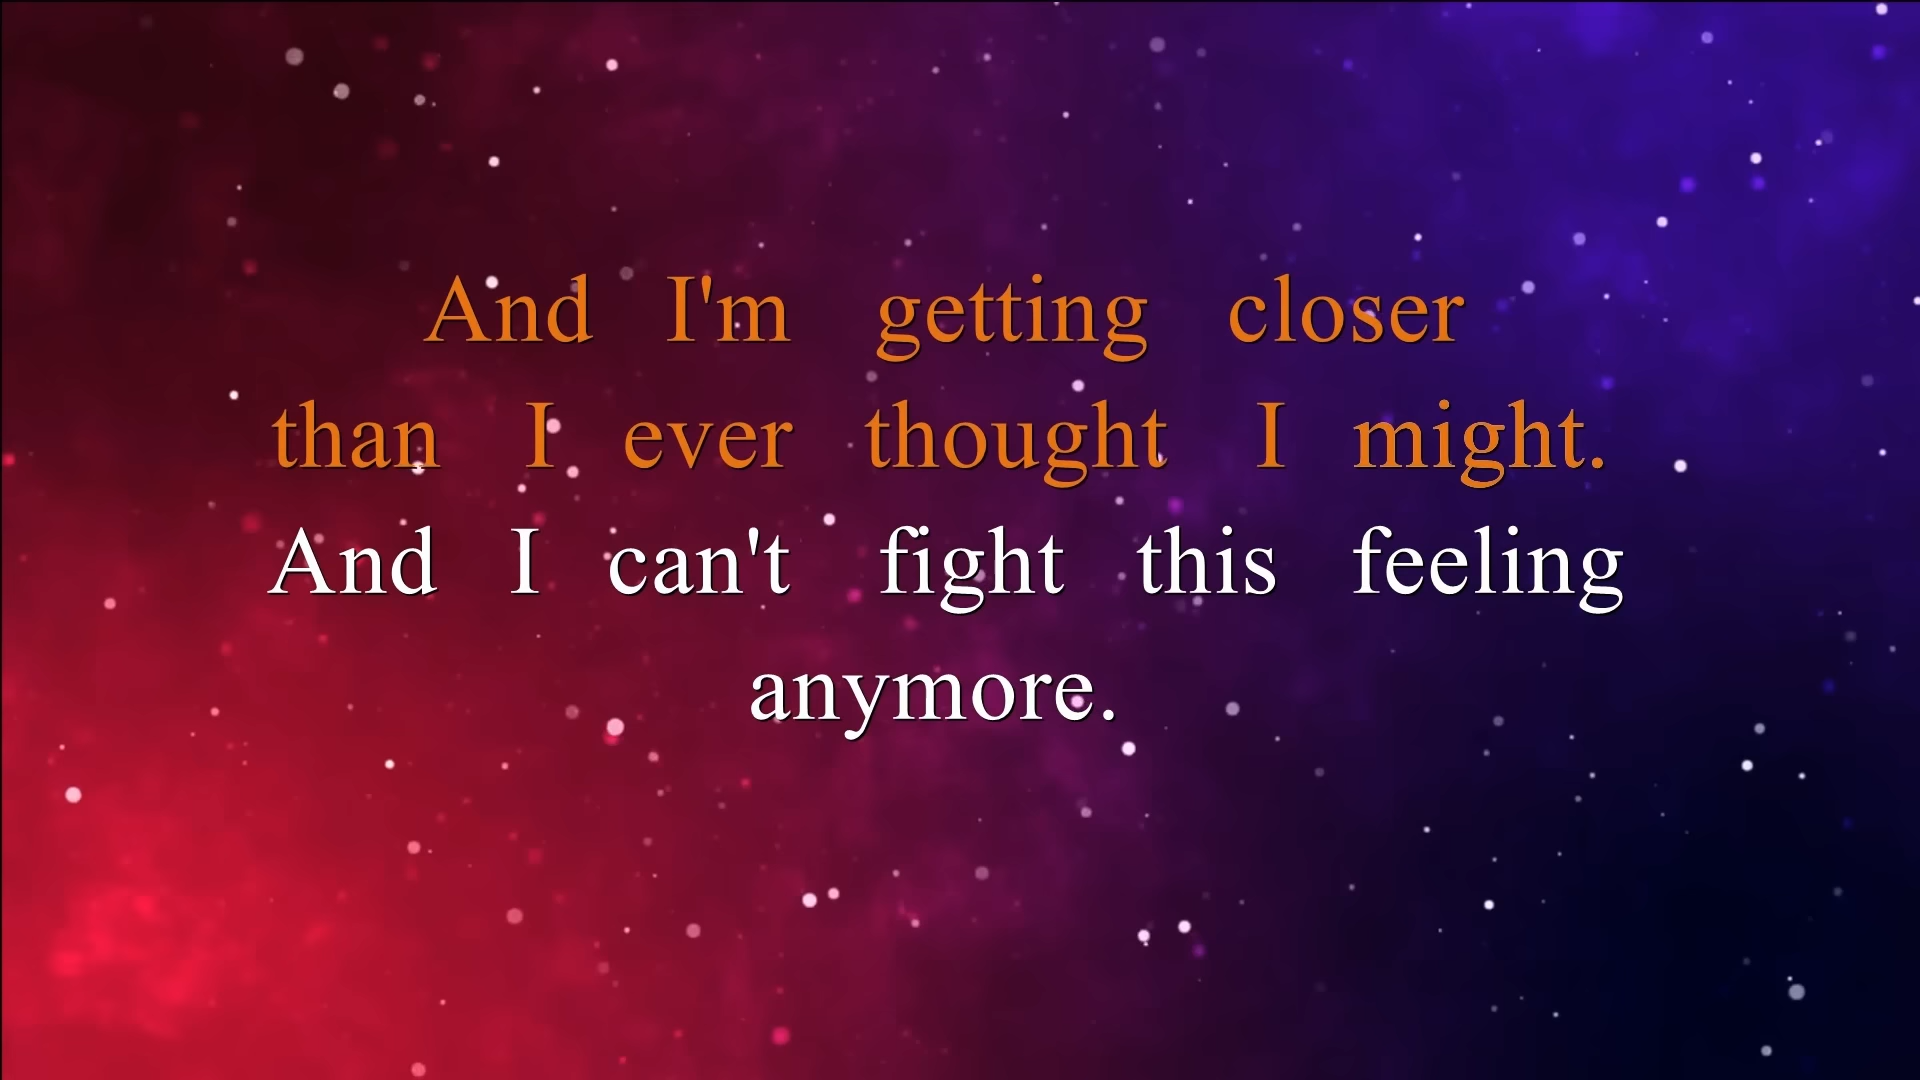 And I'm getting closer
than I ever thought I might.
And I can't fight this feeling
anymore.